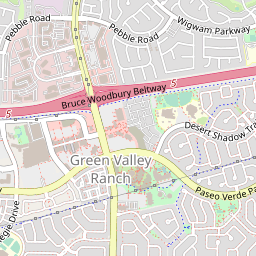 Pebble Road
Wigwam Parkway
Pebble Road
5
Bruce Woodbury Beltway
5
Desert Shadow Tra
Green Valley
Ranch
Paseo Verde Pa
egie Drive